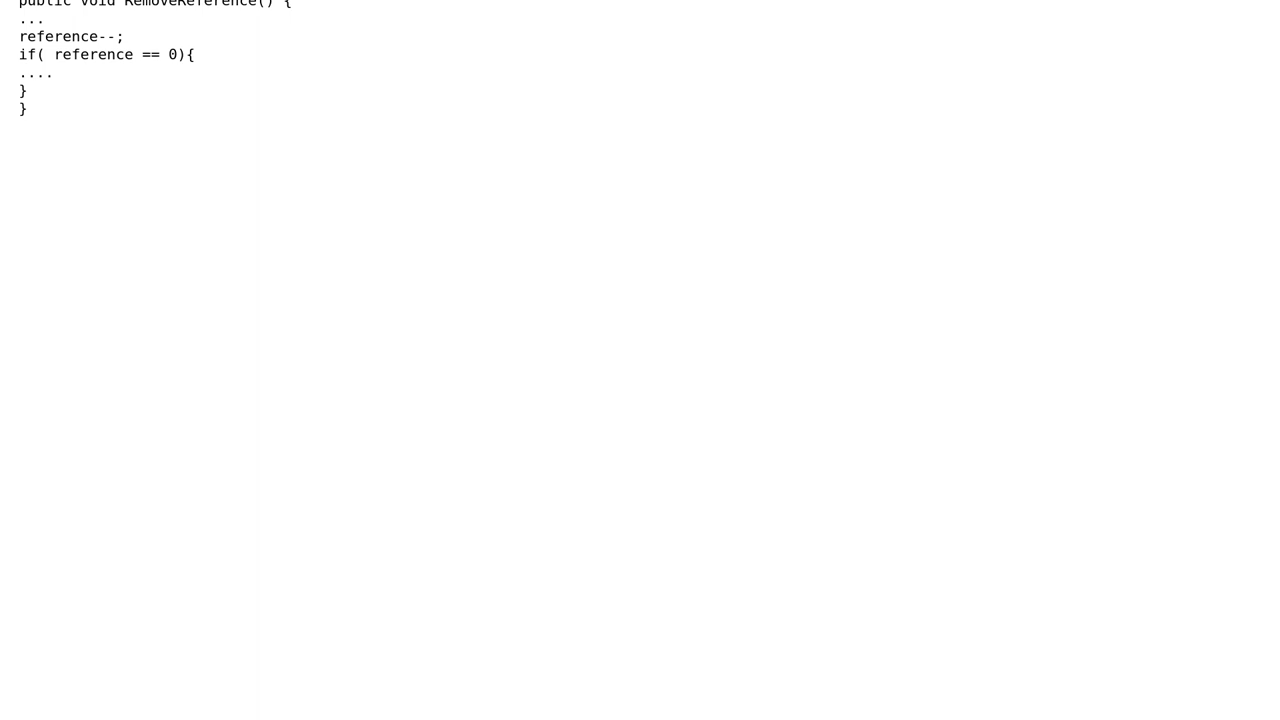 public void RemoveReference() {
...
reference--;
if( reference == 0){
....
}
}